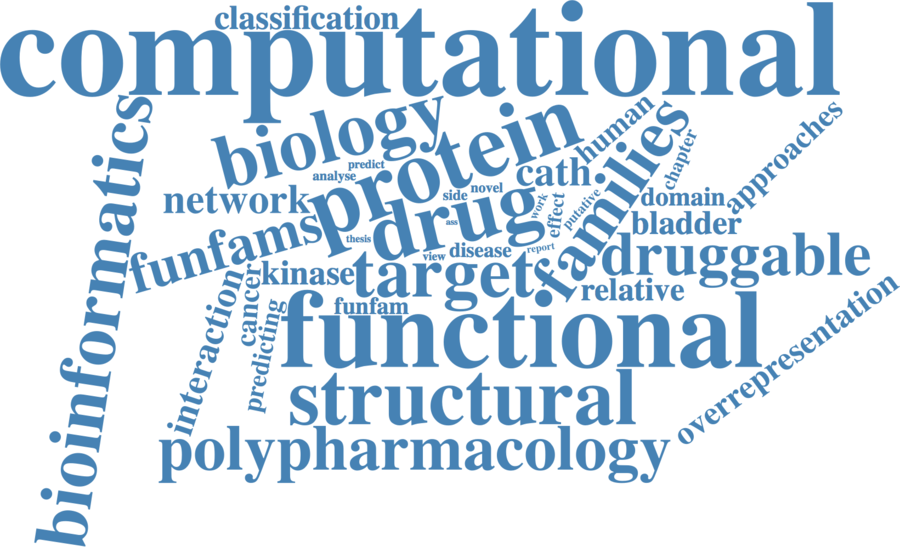 classification
computational
bioinformatics
biology
protein
human
families
chapter
approaches
predict
analyse
network
cath
side
novel
drug
work
effect
putative
domain
bladder
ass
funfams
thesis
view
disease
report
druggable
kinase
target
relative
interaction
cancer
predicting
funfam
functional
overrepresentation
structural
polypharmacology